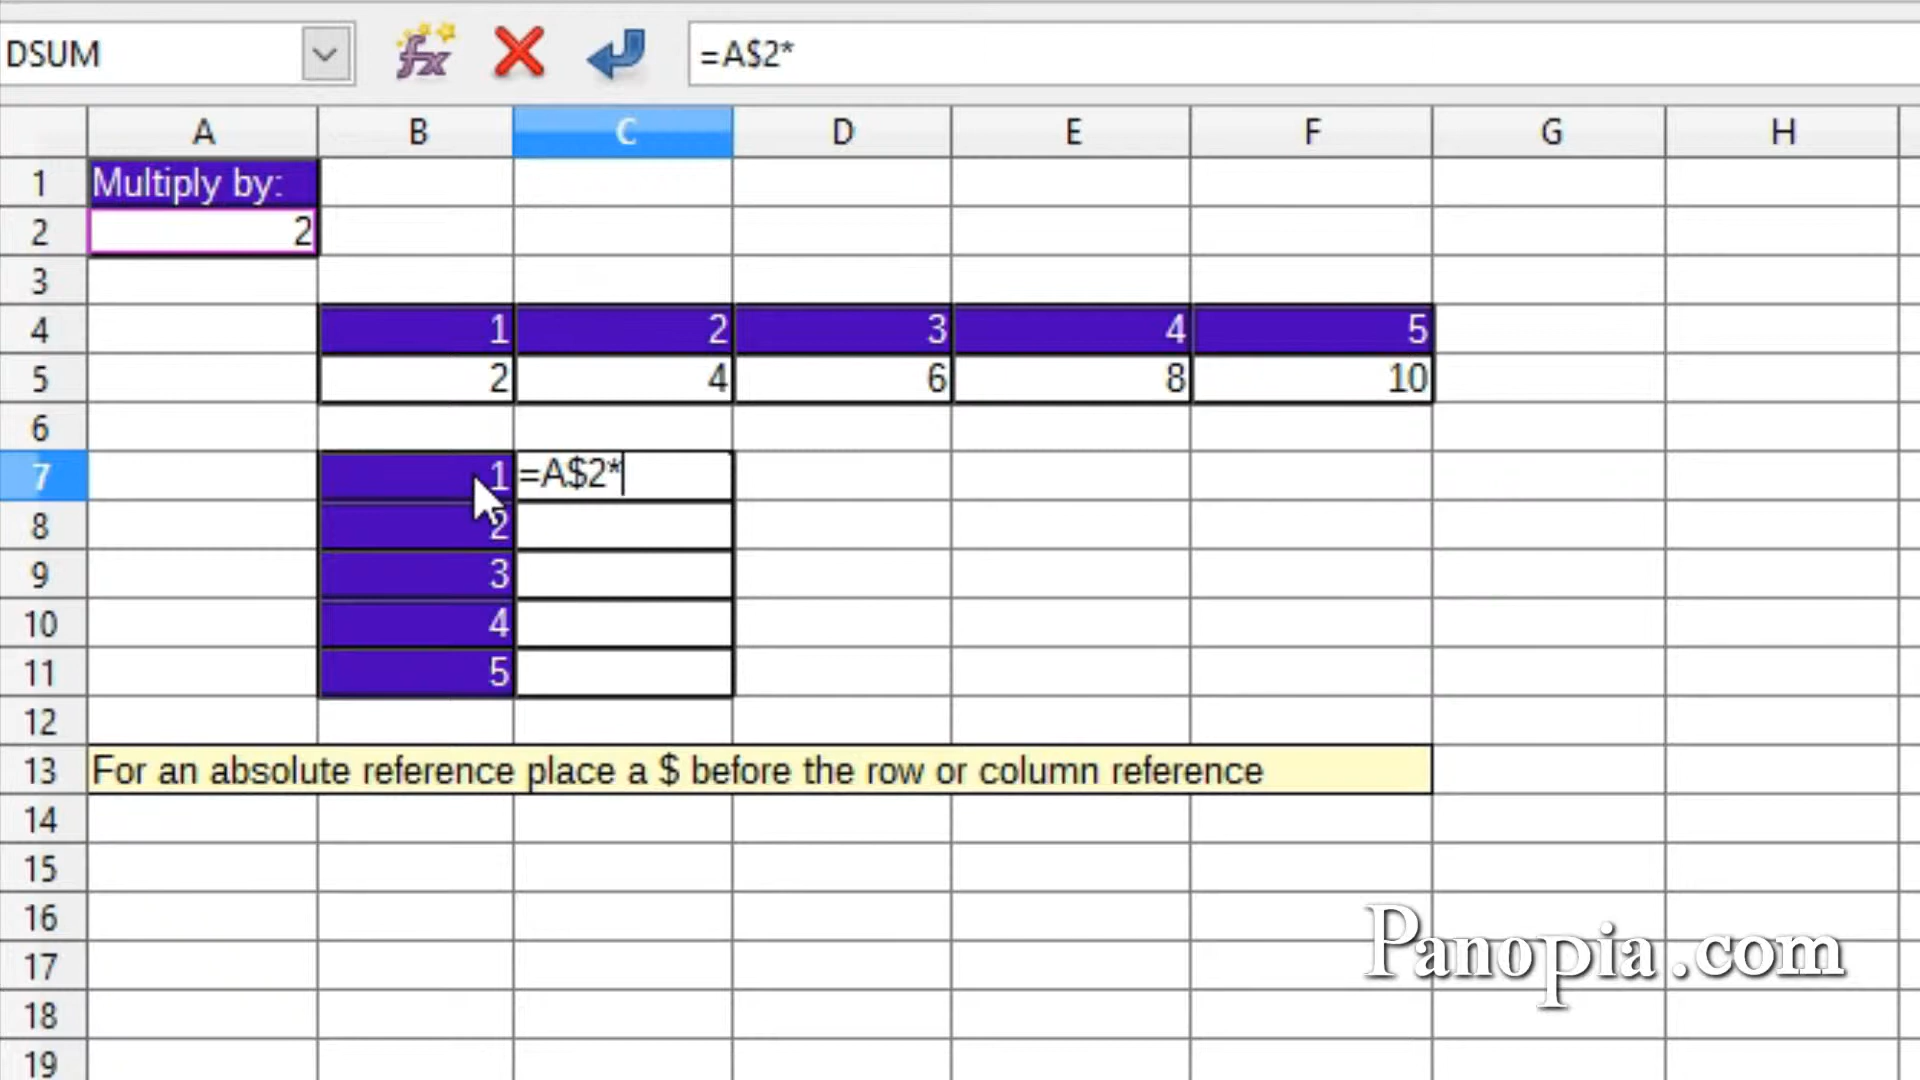 DSUM
fx
=A$2*
A B C D E F G H
1 Multiply by:
2 2
3
4 1 2 3 4 5
5 2 4 6 8 10
6
7 1 =A$2*
8 2
9 3
10 4
11 5
12
13 For an absolute reference place a $ before the row or column reference
14
15
16
17
18
19
Panopia.com